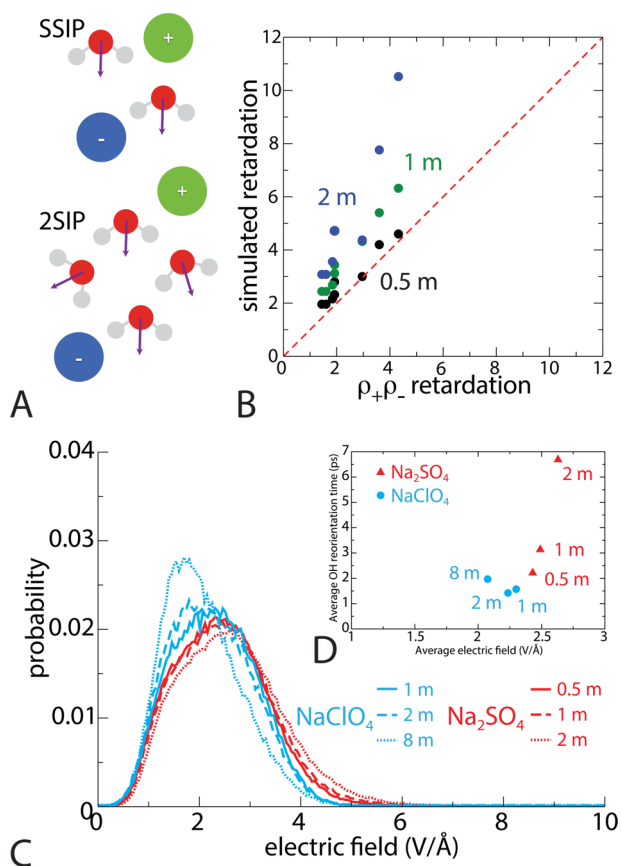 SSIP
+
-
2SIP
+
-
A
12
10
8
6
4
2
0
simulated retardation
2 m
1 m
0.5 m
0 2 4 6 8 10 12
ρ+ρ- retardation
B
0.04
0.03
0.02
0.01
0
probability
0 2 4 6 8 10
electric field (V/Å)
C
7
6
5
4
3
2
1
0
Average OH reorientation time (ps)
Na₂SO₄
NaClO₄
2 m
1 m
0.5 m
8 m
2 m
1 m
1 1.5 2 2.5 3
Average electric field (V/Å)
D
NaClO₄
1 m
2 m
8 m
Na₂SO₄
0.5 m
1 m
2 m